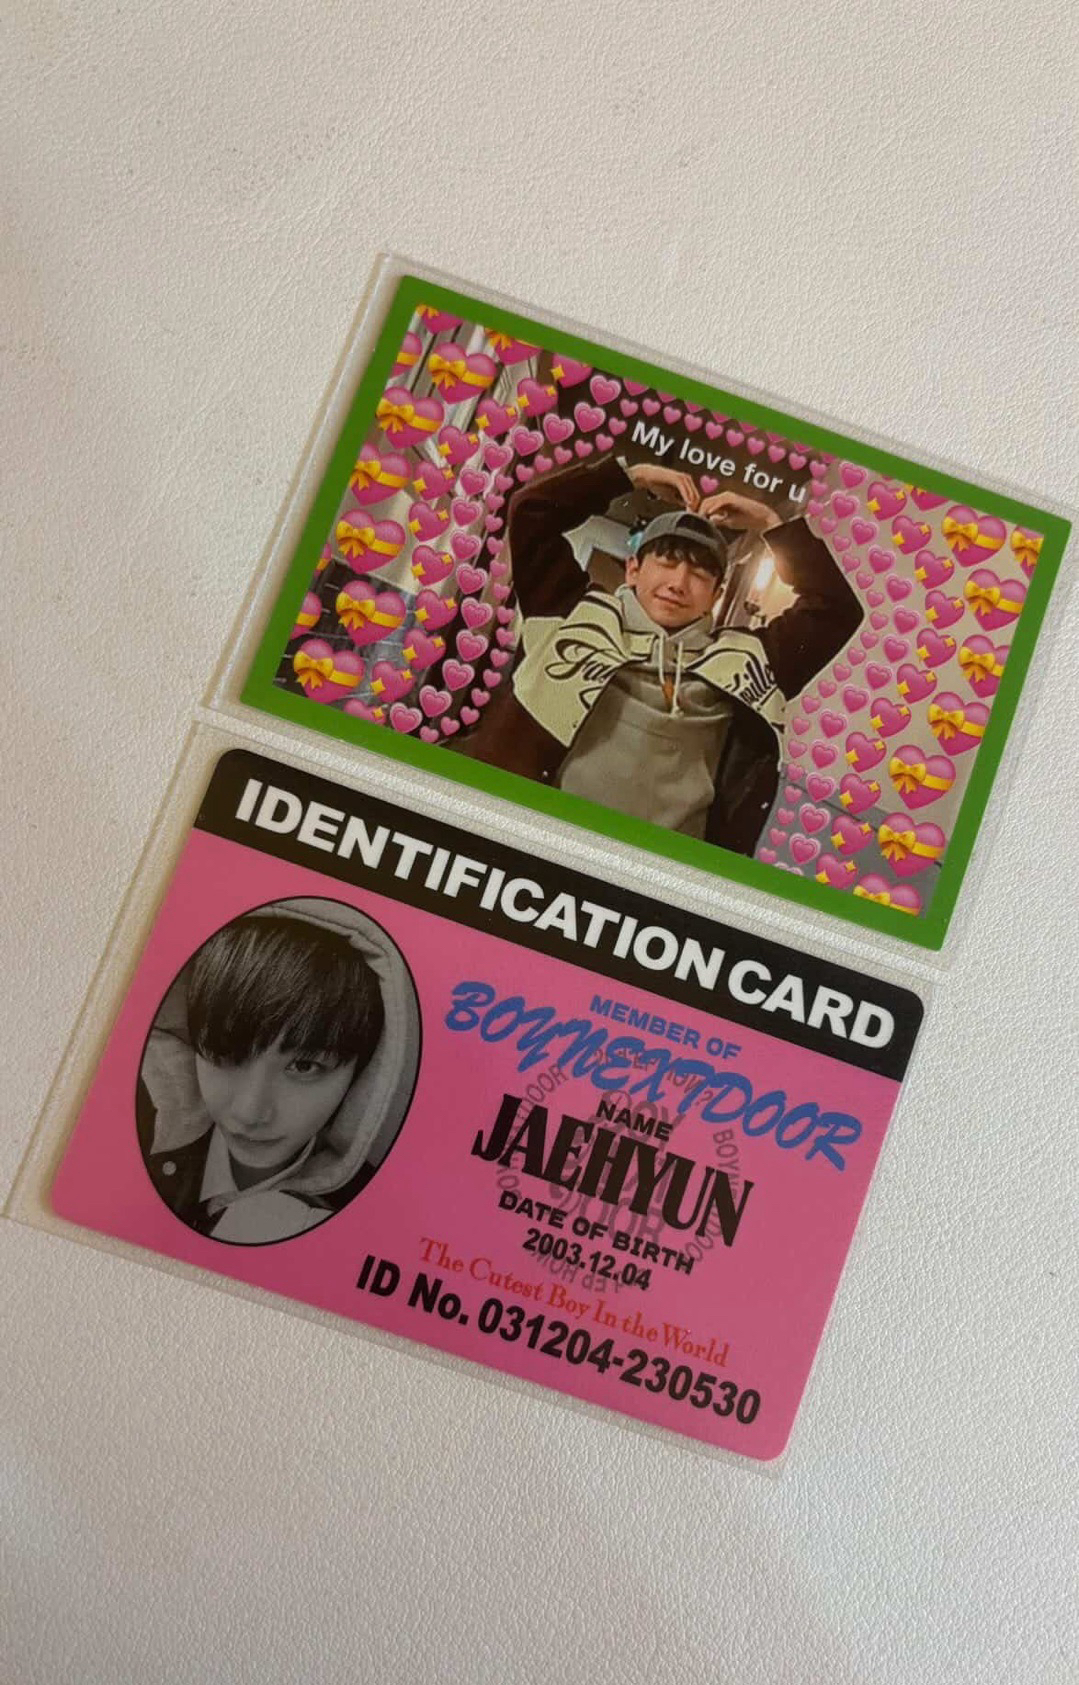 My love for u
IDENTIFICATION CARD
MEMBER OF
BOYNEXTDOOR
NAME
JAEHYUN
DATE OF BIRTH
2003.12.04
The Cutest Boy In the World
ID No. 031204-230530